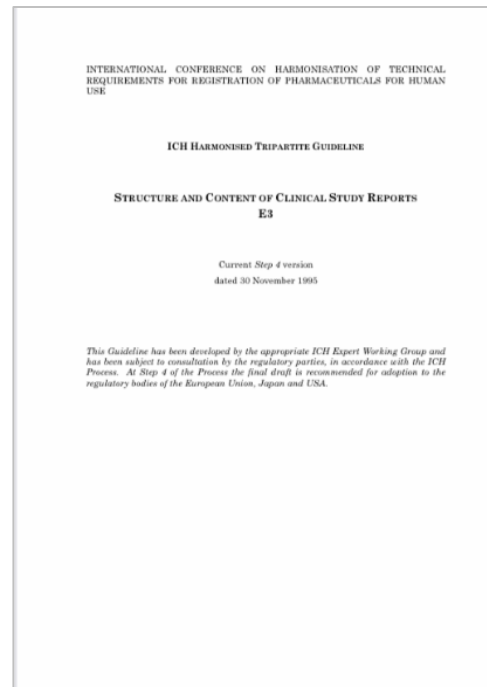 INTERNATIONAL CONFERENCE ON HARMONISATION OF TECHNICAL
REQUIREMENTS FOR REGISTRATION OF PHARMACEUTICALS FOR HUMAN
USE
ICH HARMONISED TRIPARTITE GUIDELINE
STRUCTURE AND CONTENT OF CLINICAL STUDY REPORTS
E3
Current Step 4 version
dated 30 November 1995
This Guideline has been developed by the appropriate ICH Expert Working Group and
has been subject to consultation by the regulatory parties, in accordance with the ICH
Process. At Step 4 of the Process the final draft is recommended for adoption to the
regulatory bodies of the European Union, Japan and USA.